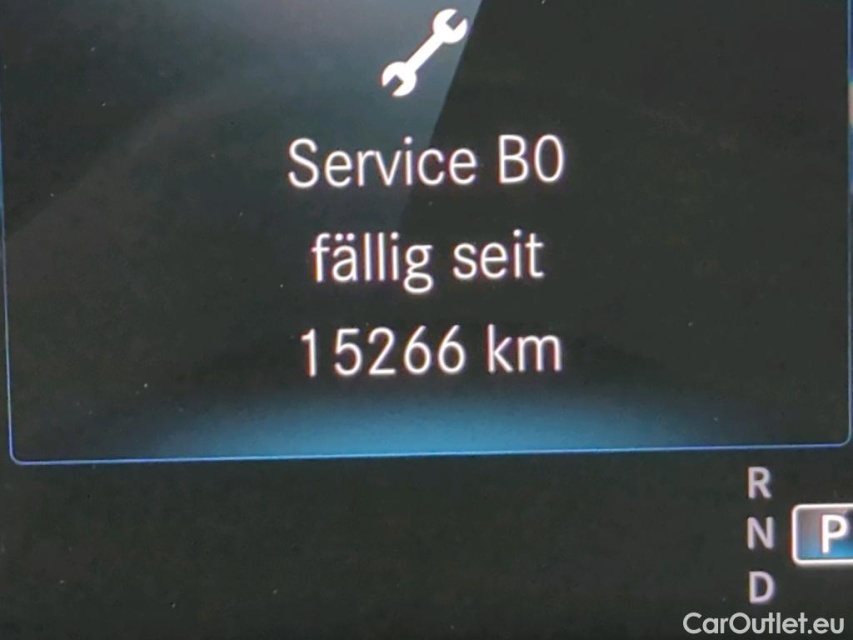 Service B0
fällig seit
15266 km
R
N P
D
CarOutlet.eu